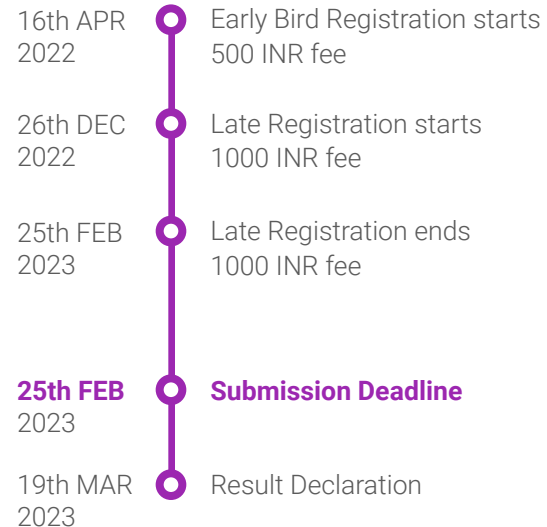 16th APR
2022
Early Bird Registration starts
500 INR fee
26th DEC
2022
Late Registration starts
1000 INR fee
25th FEB
2023
Late Registration ends
1000 INR fee
25th FEB
2023
Submission Deadline
19th MAR
2023
Result Declaration